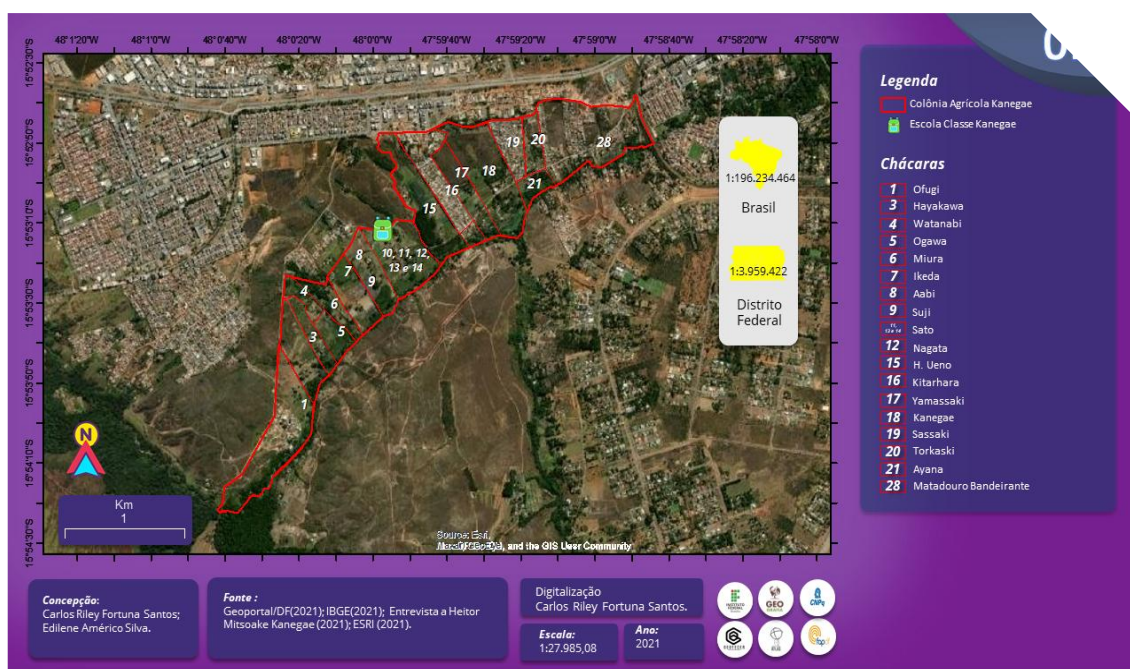 48°1'20"W 48°1'0"W 48°0'40"W 48°0'20"W 48°0'0"W 47°59'40"W 47°59'20"W 47°59'0"W 47°58'40"W 47°58'20"W 47°58'0"W
15°52'30"S
15°52'50"S
15°53'10"S
15°53'30"S
15°53'50"S
15°54'10"S
15°54'30"S
19
20
28
17
18
16
21
15
8
10, 11, 12,
13 e 14
7
9
4
6
5
3
1
N
Km
1
1:196.234.464
Brasil
1:3.959.422
Distrito
Federal
Source: Esri,
and the GIS User Community
Legenda
Colônia Agrícola Kanegae
Escola Classe Kanegae
Chácaras
1 Ofugi
3 Hayakawa
4 Watanabi
5 Ogawa
6 Miura
7 Ikeda
8 Aabi
9 Suji
11,
13 e 14 Sato
12 Nagata
15 H. Ueno
16 Kitarhara
17 Yamassaki
18 Kanegae
19 Sassaki
20 Torkaski
21 Ayana
28 Matadouro Bandeirante
Concepção:
Carlos Riley Fortuna Santos;
Edilene Américo Silva.
Fonte :
Geoportal/DF(2021); IBGE(2021); Entrevista a Heitor
Mitsoake Kanegae (2021); ESRI (2021).
Digitalização
Carlos Riley Fortuna Santos.
Escala:
1:27.985,08
Ano:
2021
INSTITUTO
FEDERAL
GEO
CNPq